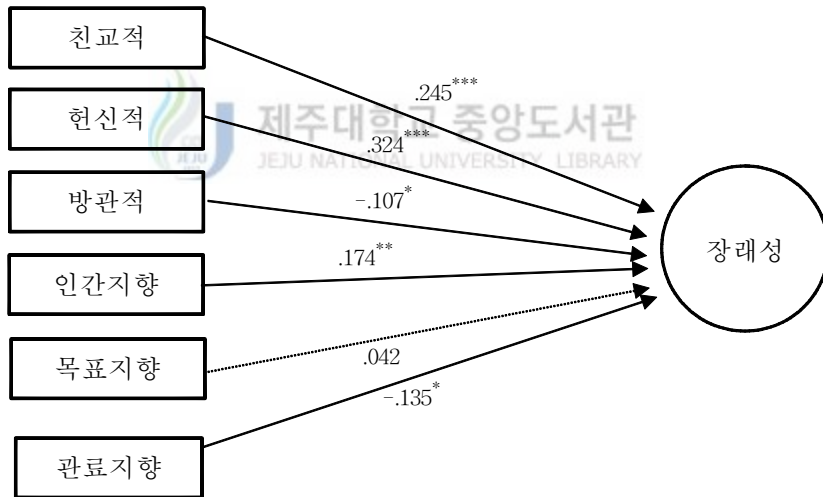 친교적
.245***
헌신적
제주대학교 중앙도서관
.324***
JEJU NATIONAL UNIVERSITY LIBRARY
JEJU
방관적
-.107*
장래성
인간지향
.174**
목표지향
.042
-.135*
관료지향